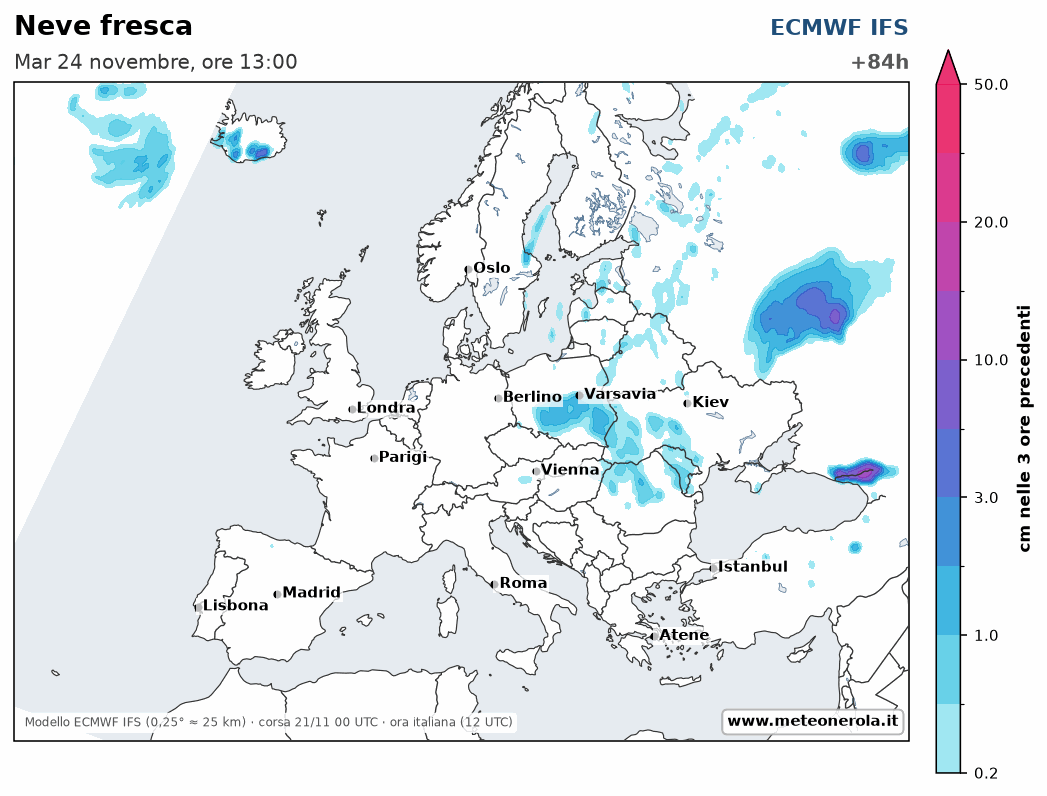 Neve fresca
ECMWF IFS
Mar 24 novembre, ore 13:00
+84h
50.0
20.0
10.0
3.0
1.0
0.2
cm nelle 3 ore precedenti
Oslo
Berlino
Varsavia
Kiev
Londra
Parigi
Vienna
Istanbul
Roma
Madrid
Lisbona
Atene
Modello ECMWF IFS (0,25° ≈ 25 km) · corsa 21/11 00 UTC · ora italiana (12 UTC)
www.meteonerola.it